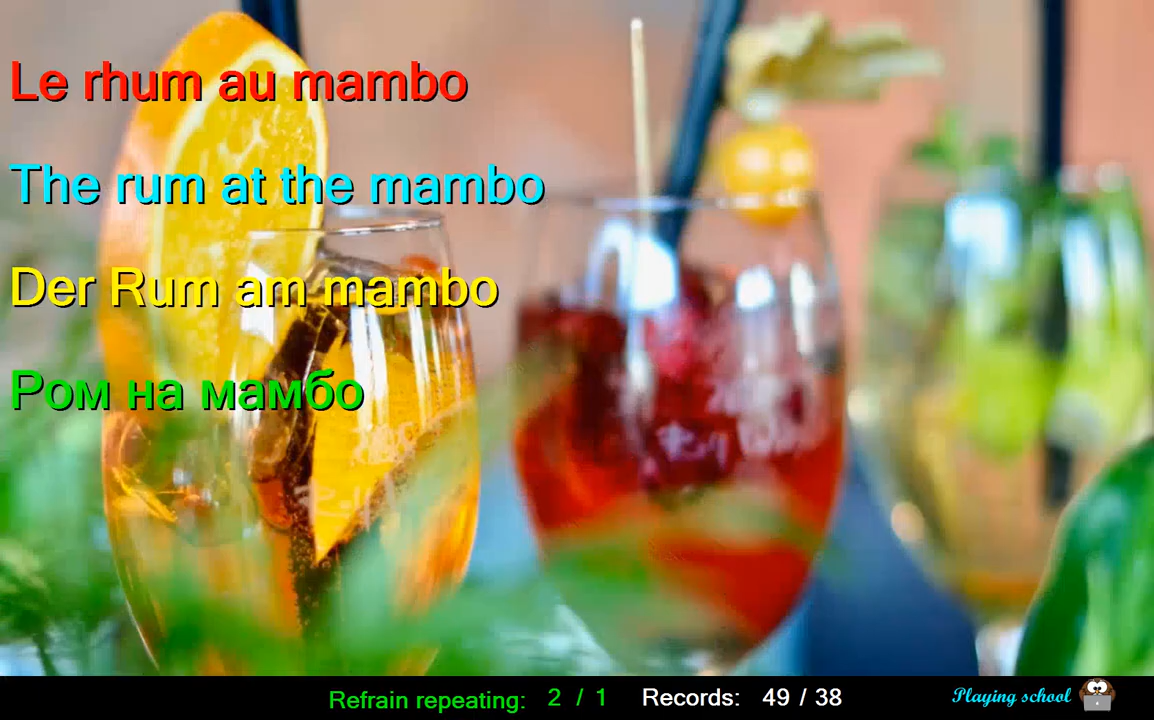 Le rhum au mambo
The rum at the mambo
Der Rum am mambo
Ром на мамбо
Refrain repeating: 2 / 1 Records: 49 / 38 Playing school